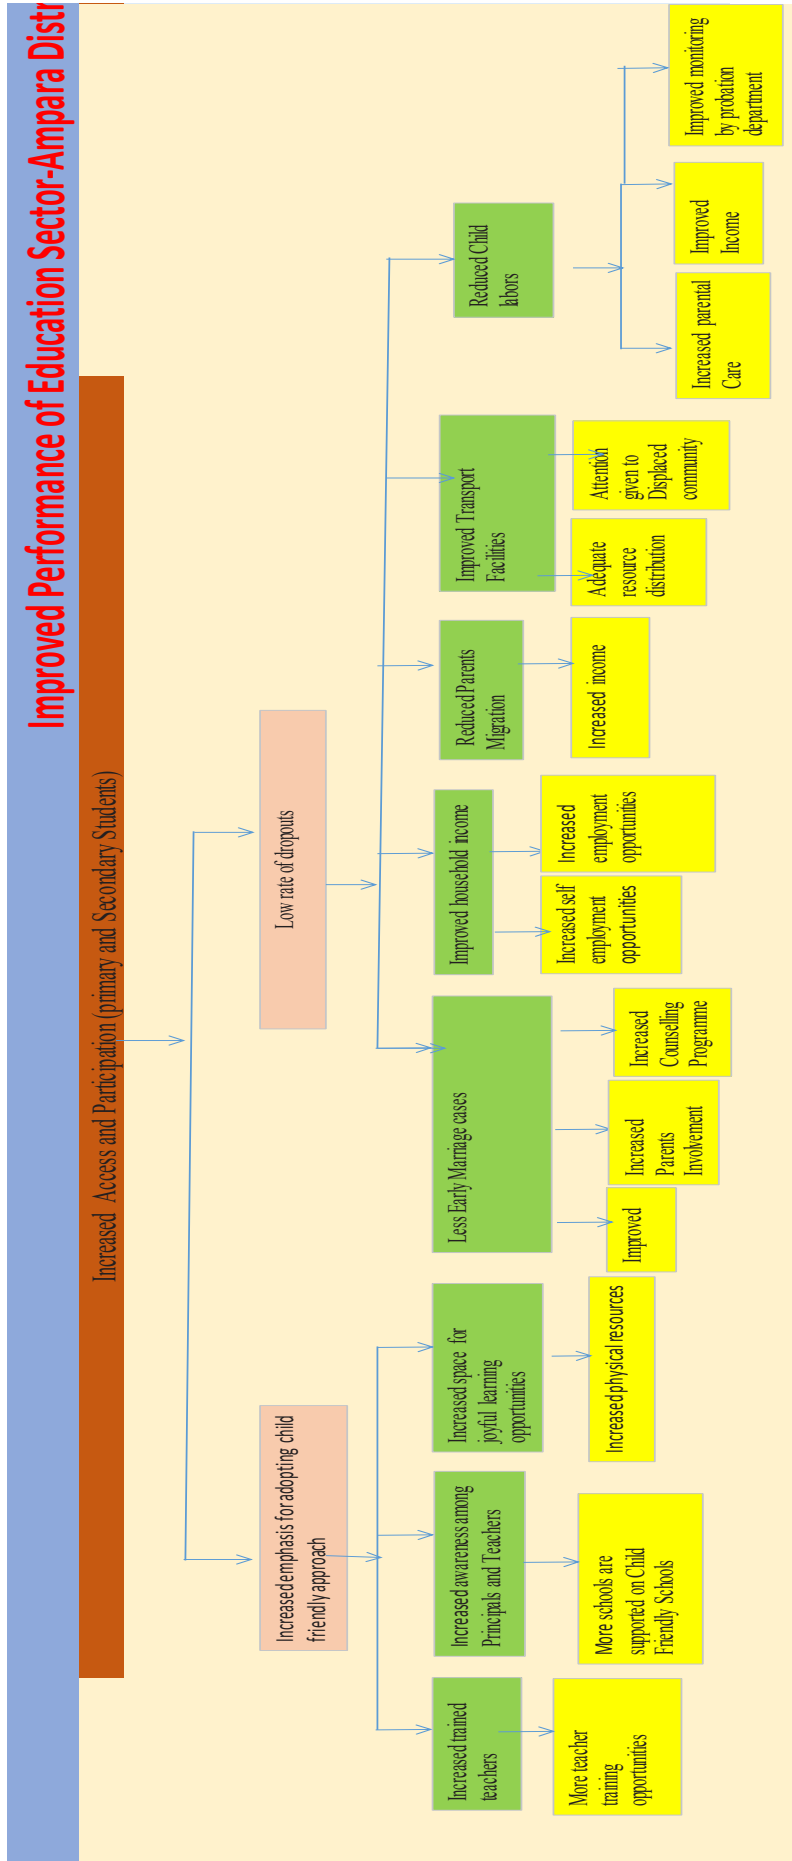 Improved Performance of Education Sector-Ampara Distr
Increased Access and Participation (primary and Secondary Students)
Increased emphasis for adopting child
friendly approach
Low rate of dropouts
Increased trained
teachers
Increased awareness among
Principals and Teachers
Increased space for
joyful learning
opportunities
Less Early Marriage cases
Improved household income
Reduced Parents
Migration
Improved Transport
Facilities
Reduced Child
labors
More teacher
training
opportunities
More schools are
supported on Child
Friendly Schools
Increased physical resources
Improved
Increased
Parents
Involvement
Increased
Counselling
Programme
Increased self
employment
opportunities
Increased
employment
opportunities
Increased income
Adequate
resource
distribution
Attention
given to
Displaced
community
Increased parental
Care
Improved
Income
Improved monitoring
by probation
department